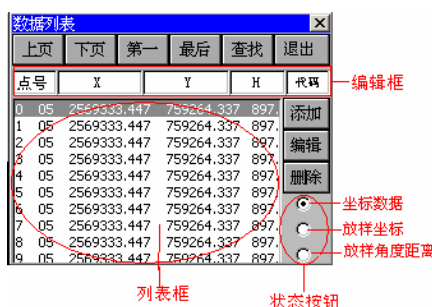 数据列表
上页 下页 第一 最后 查找 退出
点号 X Y H 代码 编辑框
0 05 2569333.447 759264.337 897. 添加
1 05 2569333.447 759264.337 897.
2 05 2569333.447 759264.337 897. 编辑
3 05 2569333.447 759264.337 897.
4 05 2569333.447 759264.337 897. 删除
5 05 2569333.447 759264.337 897.
6 05 2569333.447 759264.337 897. 坐标数据
7 05 2569333.447 759264.337 897. 放样坐标
8 05 2569333.447 759264.337 897. 放样角度距离
9 05 2569333.447 759264.337 897.
列表框 状态按钮